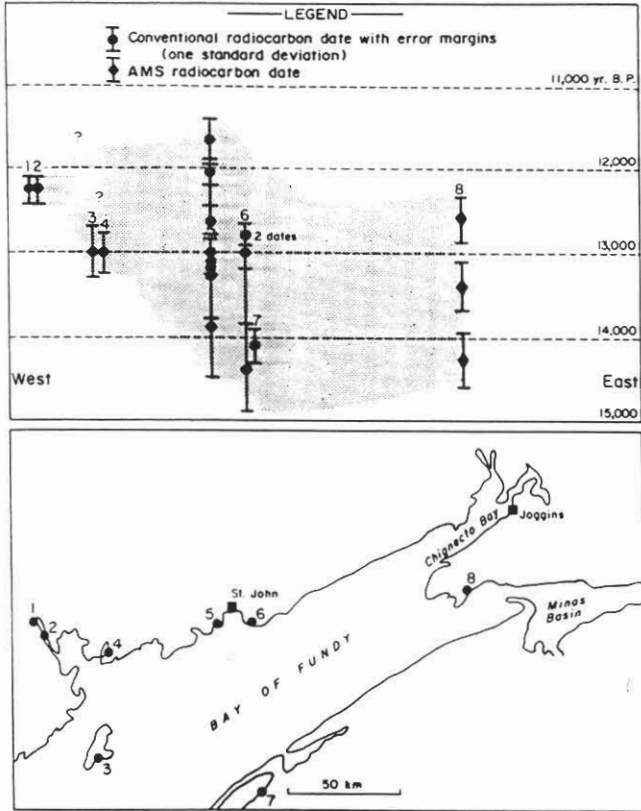 LEGEND
Conventional radiocarbon date with error margins
(one standard deviation)
AMS radiocarbon date
11,000 yr. B.P.
?
12
12,000
?
8
3 4
6
2 dates
13,000
7
14,000
West
East
15,000
Chignecto Bay
Joggins
1
St. John
8
2
5
6
Minas
Basin
4
BAY OF FUNDY
3
50 km
7